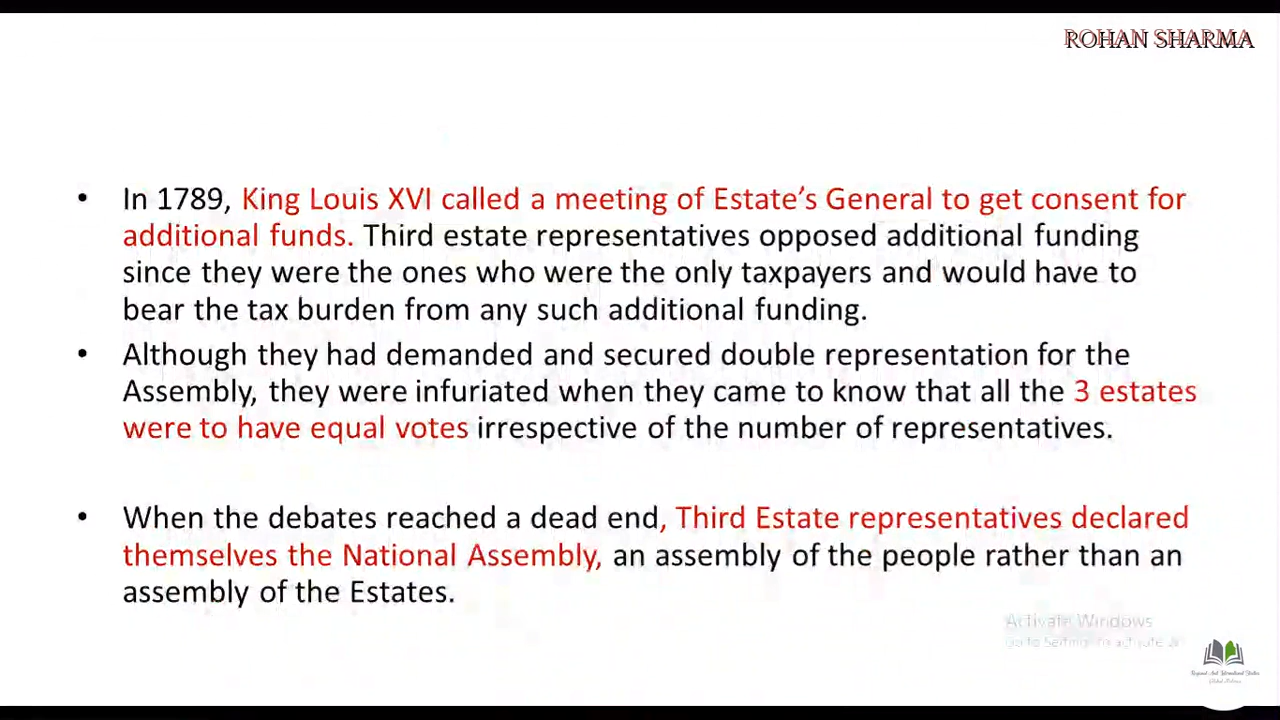 ROHAN SHARMA
• In 1789, King Louis XVI called a meeting of Estate’s General to get consent for
additional funds. Third estate representatives opposed additional funding
since they were the ones who were the only taxpayers and would have to
bear the tax burden from any such additional funding.
• Although they had demanded and secured double representation for the
Assembly, they were infuriated when they came to know that all the 3 estates
were to have equal votes irrespective of the number of representatives.
• When the debates reached a dead end, Third Estate representatives declared
themselves the National Assembly, an assembly of the people rather than an
assembly of the Estates.
Activate Windows
Go to Settings to activate